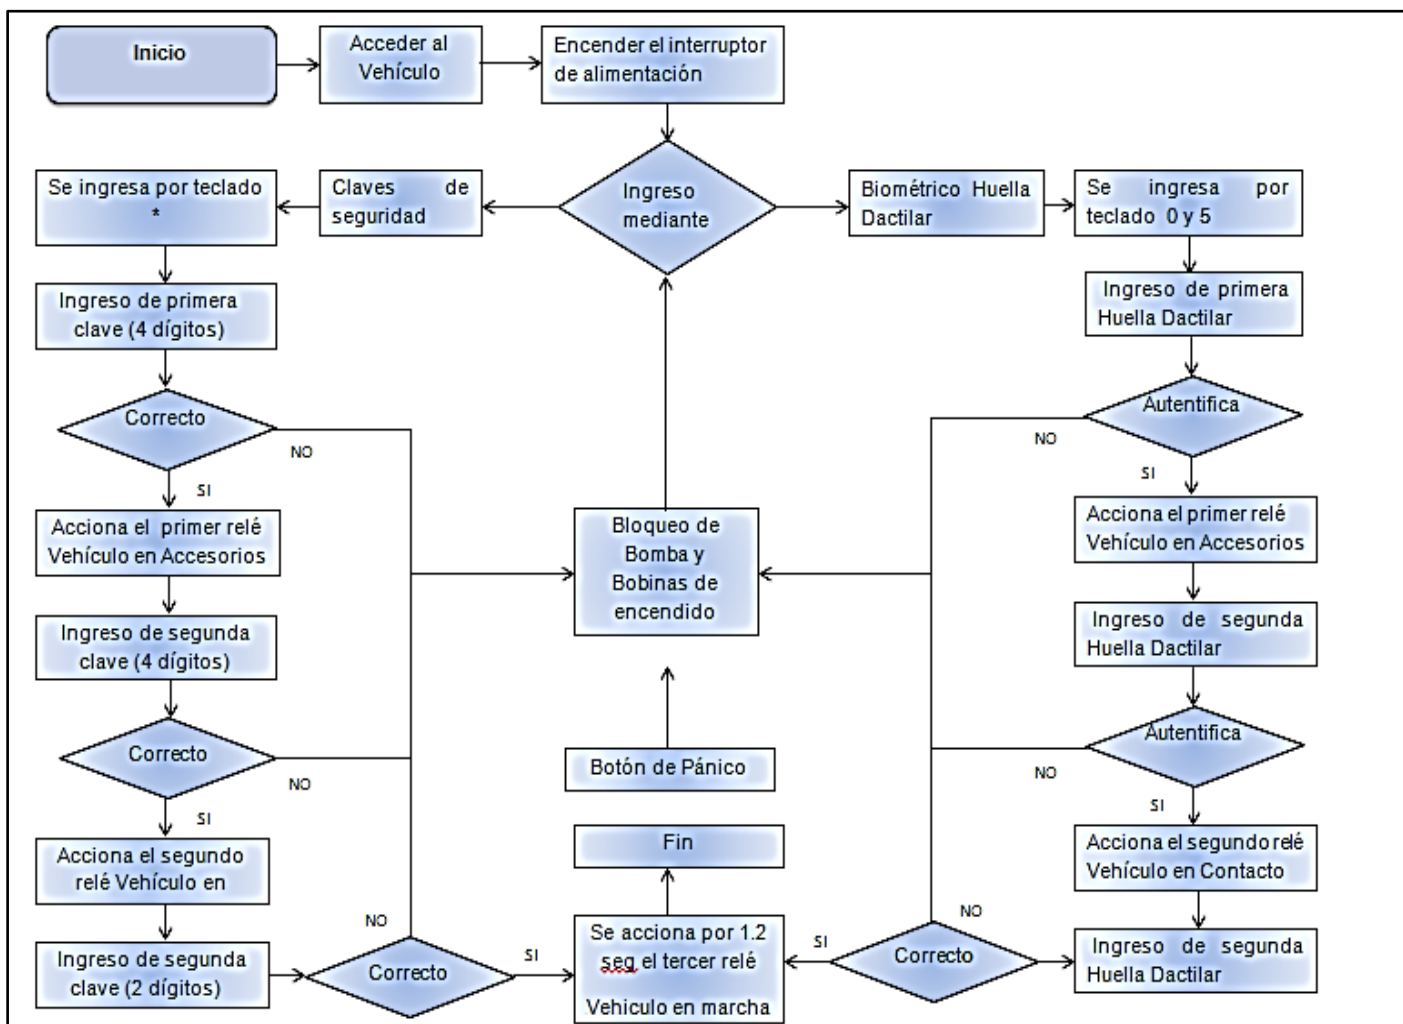 Inicio
Acceder al
Vehículo
Encender el interruptor
de alimentación
Se ingresa por teclado
*
Claves de
seguridad
Ingreso
mediante
Biométrico Huella
Dactilar
Se ingresa por
teclado 0 y 5
Ingreso de primera
clave (4 dígitos)
Ingreso de primera
Huella Dactilar
Correcto
NO
SI
Autentifica
NO
SI
Acciona el primer relé
Vehículo en Accesorios
Bloqueo de
Bomba y
Bobinas de
encendido
Acciona el primer relé
Vehículo en Accesorios
Ingreso de segunda
clave (4 dígitos)
Ingreso de segunda
Huella Dactilar
Correcto
NO
SI
Botón de Pánico
Autentifica
NO
SI
Acciona el segundo
relé Vehículo en
Fin
Acciona el segundo relé
Vehículo en Contacto
Ingreso de segunda
clave (2 dígitos)
NO
Correcto
SI
Se acciona por 1.2
seg el tercer relé
Vehiculo en marcha
SI
Correcto
NO
Ingreso de segunda
Huella Dactilar